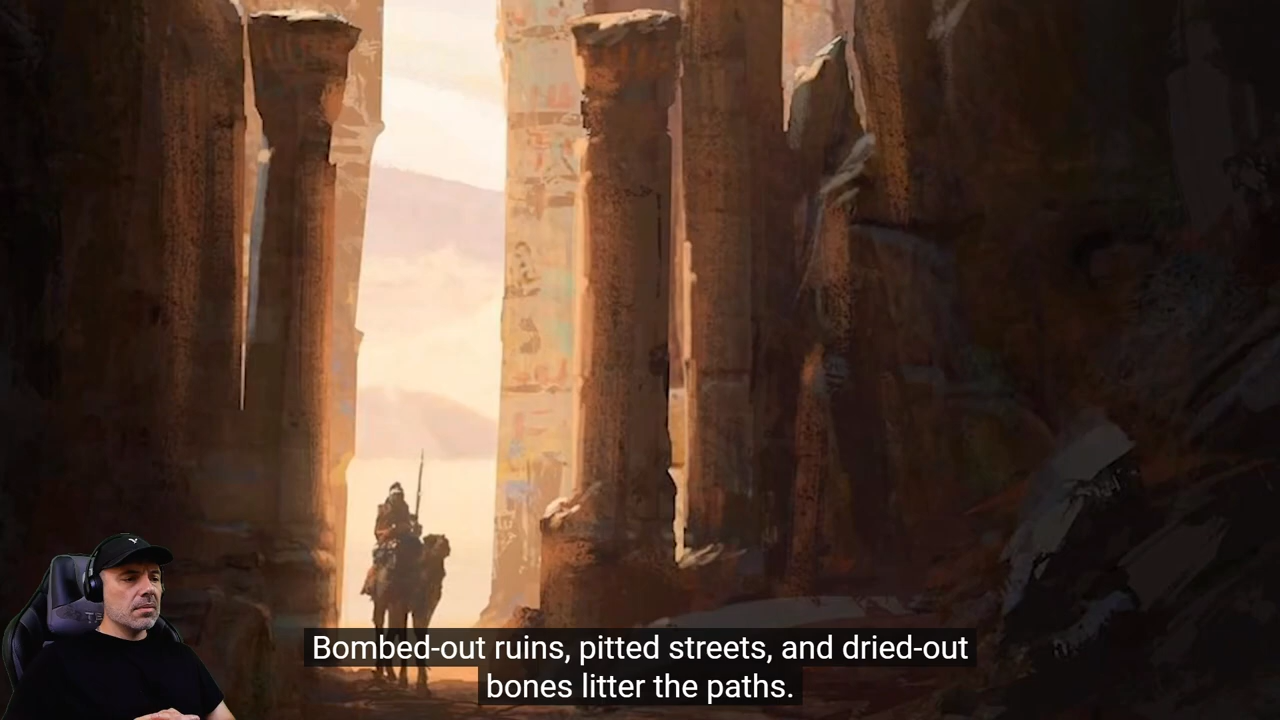 Bombed-out ruins, pitted streets, and dried-out
bones litter the paths.